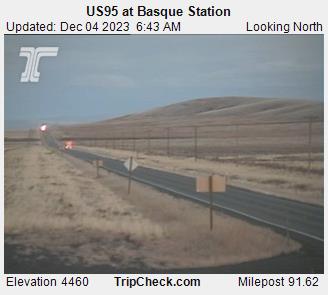 US95 at Basque Station
Updated: Dec 04 2023 6:43 AM Looking North
Elevation 4460 TripCheck.com Milepost 91.62